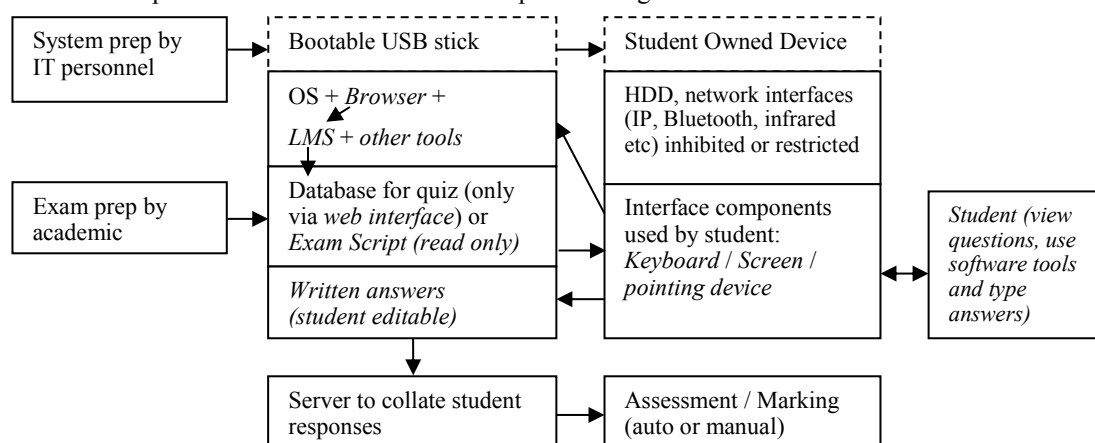 System prep by
IT personnel
Bootable USB stick
Student Owned Device
OS + Browser +
LMS + other tools
HDD, network interfaces
(IP, Bluetooth, infrared
etc) inhibited or restricted
Exam prep by
academic
Database for quiz (only
via web interface) or
Exam Script (read only)
Interface components
used by student:
Keyboard / Screen /
pointing device
Student (view
questions, use
software tools
and type
answers)
Written answers
(student editable)
Server to collate student
responses
Assessment / Marking
(auto or manual)